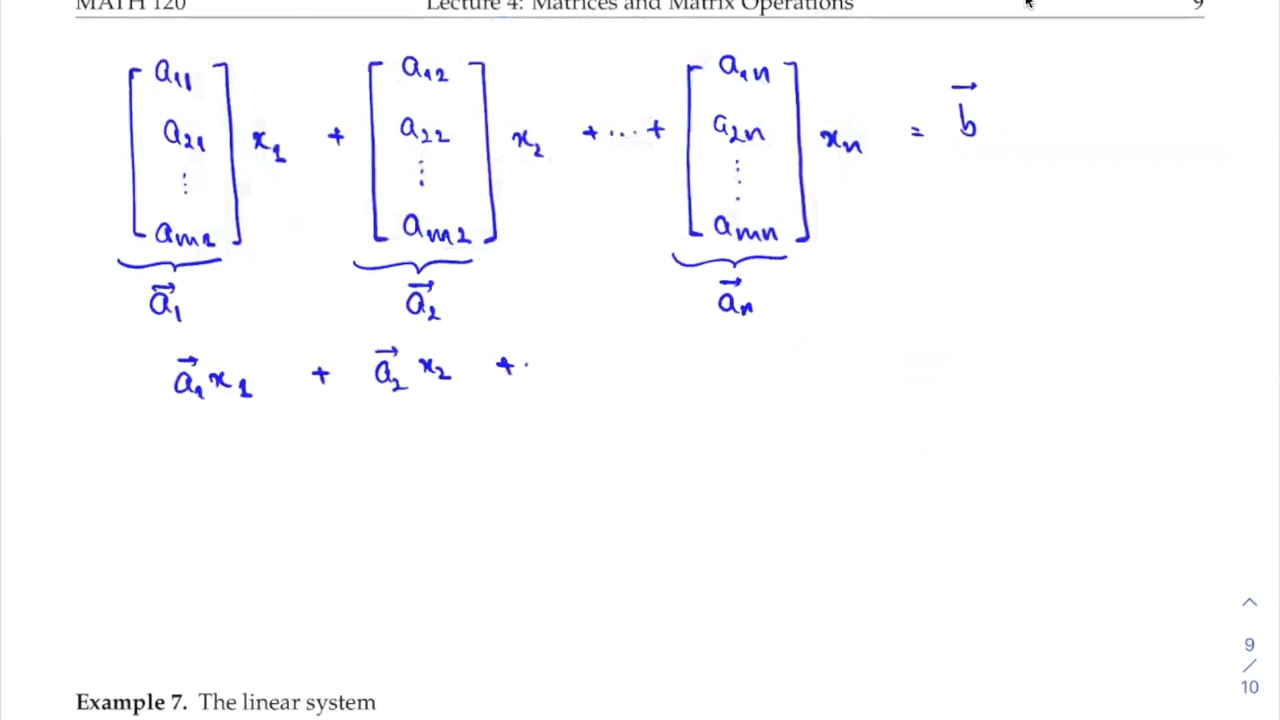 MATH 120 Lecture 4: Matrices and Matrix Operations 9
[a₁₁ a₂₁ ⋮ aₘ₁] x₁ + [a₁₂ a₂₂ ⋮ aₘ₂] x₂ + ... + [a₁ₙ a₂ₙ ⋮ aₘₙ] xₙ = b⃗
a⃗₁ a⃗₂ a⃗ₙ
a⃗₁x₁ + a⃗₂x₂ + .
9
/
10
Example 7. The linear system